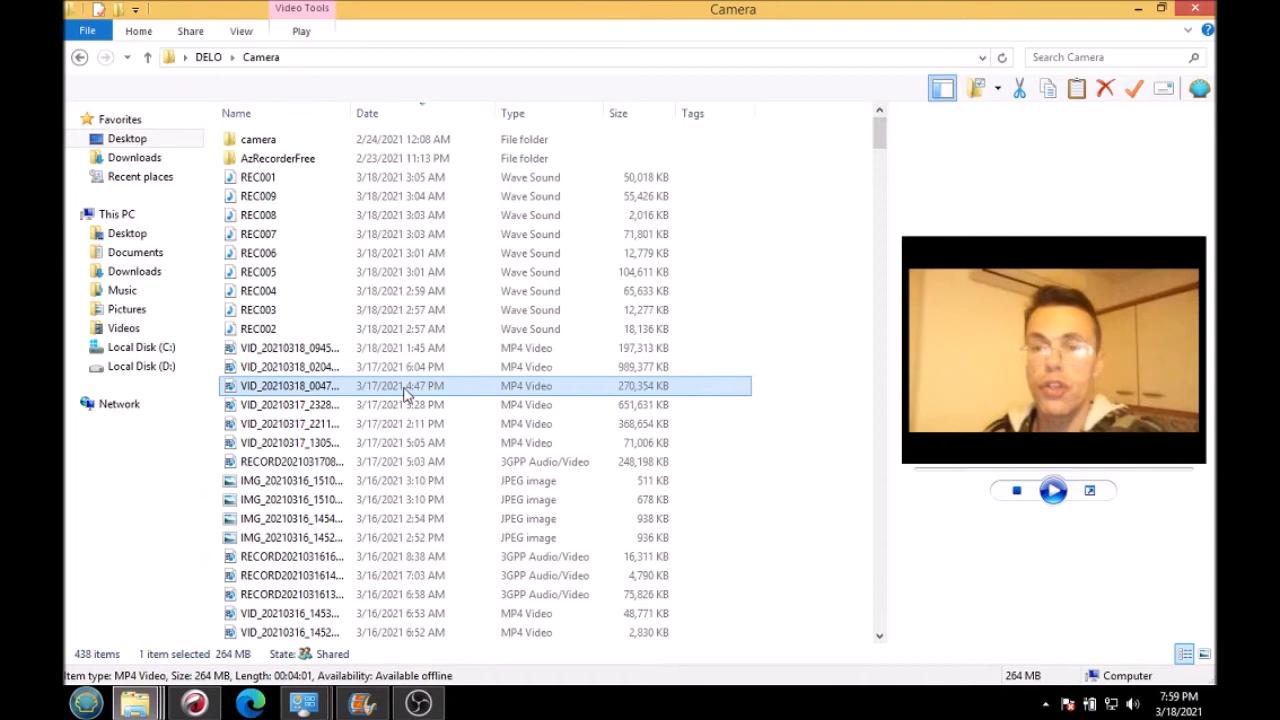 Video Tools
Camera
File Home Share View Play
DELO Camera
Search Camera
Name Date Type Size Tags
Favorites
Desktop
Downloads
Recent places
This PC
Desktop
Documents
Downloads
Music
Pictures
Videos
Local Disk (C:)
Local Disk (D:)
Network
camera 2/24/2021 12:08 AM File folder
AzRecorderFree 2/23/2021 11:13 PM File folder
REC001 3/18/2021 3:05 AM Wave Sound 50,018 KB
REC009 3/18/2021 3:04 AM Wave Sound 55,426 KB
REC008 3/18/2021 3:03 AM Wave Sound 2,016 KB
REC007 3/18/2021 3:03 AM Wave Sound 71,801 KB
REC006 3/18/2021 3:01 AM Wave Sound 12,779 KB
REC005 3/18/2021 3:01 AM Wave Sound 104,611 KB
REC004 3/18/2021 2:59 AM Wave Sound 65,633 KB
REC003 3/18/2021 2:57 AM Wave Sound 12,277 KB
REC002 3/18/2021 2:57 AM Wave Sound 18,136 KB
VID_20210318_0945... 3/18/2021 1:45 AM MP4 Video 197,313 KB
VID_20210318_0204... 3/17/2021 6:04 PM MP4 Video 989,377 KB
VID_20210318_0047... 3/17/2021 4:47 PM MP4 Video 270,354 KB
VID_20210317_2328... 3/17/2021 3:28 PM MP4 Video 651,631 KB
VID_20210317_2211... 3/17/2021 2:11 PM MP4 Video 368,654 KB
VID_20210317_1305... 3/17/2021 5:05 AM MP4 Video 71,006 KB
RECORD2021031708... 3/17/2021 5:03 AM 3GPP Audio/Video 248,198 KB
IMG_20210316_1510... 3/16/2021 3:10 PM JPEG image 511 KB
IMG_20210316_1510... 3/16/2021 3:10 PM JPEG image 678 KB
IMG_20210316_1454... 3/16/2021 2:54 PM JPEG image 938 KB
IMG_20210316_1452... 3/16/2021 2:52 PM JPEG image 936 KB
RECORD2021031616... 3/16/2021 8:38 AM 3GPP Audio/Video 16,311 KB
RECORD2021031614... 3/16/2021 7:03 AM 3GPP Audio/Video 4,790 KB
RECORD2021031613... 3/16/2021 6:58 AM 3GPP Audio/Video 75,826 KB
VID_20210316_1453... 3/16/2021 6:53 AM MP4 Video 48,771 KB
VID_20210316_1452... 3/16/2021 6:52 AM MP4 Video 2,830 KB
438 items 1 item selected 264 MB State: Shared
Item type: MP4 Video, Size: 264 MB, Length: 00:04:01, Availability: Available offline 264 MB Computer
7:59 PM
3/18/2021